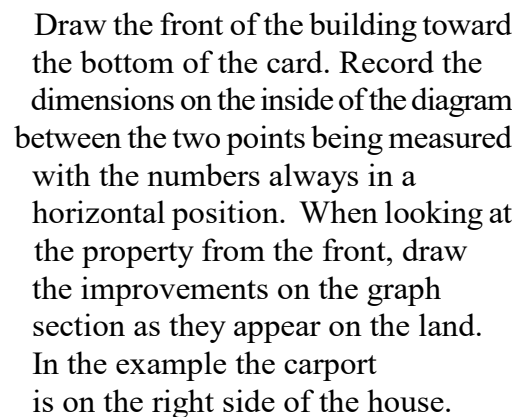 Draw the front of the building toward
the bottom of the card. Record the
dimensions on the inside of the diagram
between the two points being measured
with the numbers always in a
horizontal position.  When looking at
the property from the front, draw
the improvements on the graph
section as they appear on the land.
In the example the carport
is on the right side of the house.